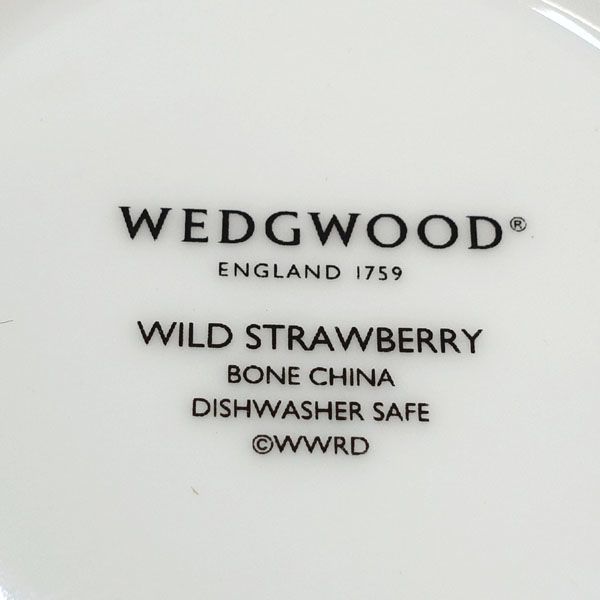 WEDGWOOD®
ENGLAND 1759
WILD STRAWBERRY
BONE CHINA
DISHWASHER SAFE
©WWRD